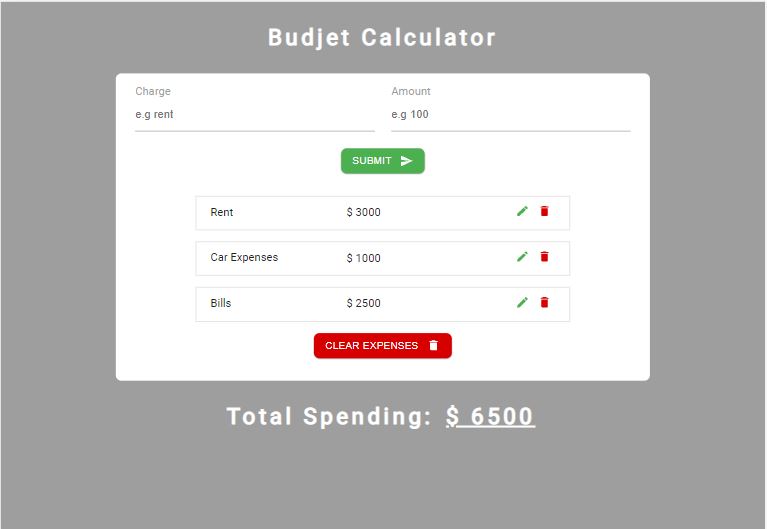 Budjet Calculator
Charge Amount
e.g rent e.g 100
SUBMIT
Rent $ 3000
Car Expenses $ 1000
Bills $ 2500
CLEAR EXPENSES
Total Spending: $ 6500